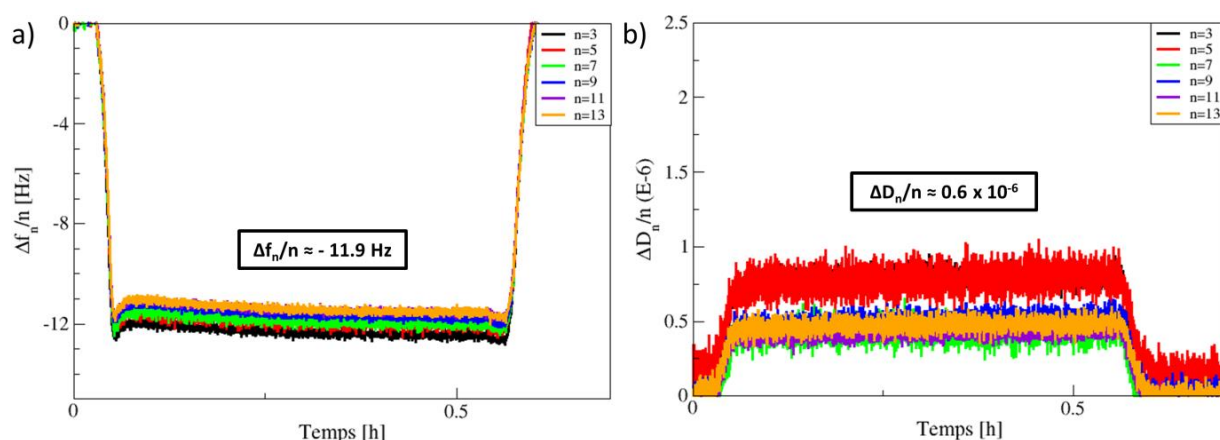 a)
0
-4
-8
-12
Δfₙ/n [Hz]
n=3
n=5
n=7
n=9
n=11
n=13
Δfₙ/n ≈ - 11.9 Hz
0
0.5
Temps [h]
b)
2.5
2
1.5
1
0.5
0
ΔDₙ/n (E-6)
n=3
n=5
n=7
n=9
n=11
n=13
ΔDₙ/n ≈ 0.6 x 10⁻⁶
0
0.5
Temps [h]